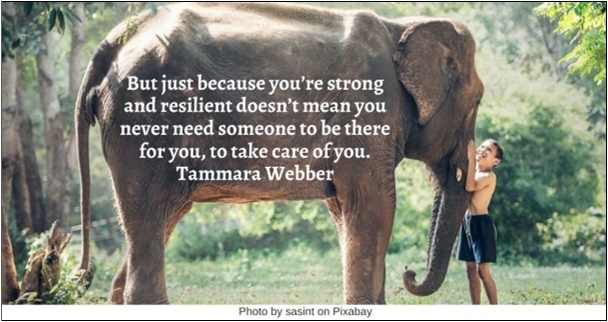 But just because you’re strong
and resilient doesn’t mean you
never need someone to be there
for you, to take care of you.
Tammara Webber
Photo by sasint on Pixabay